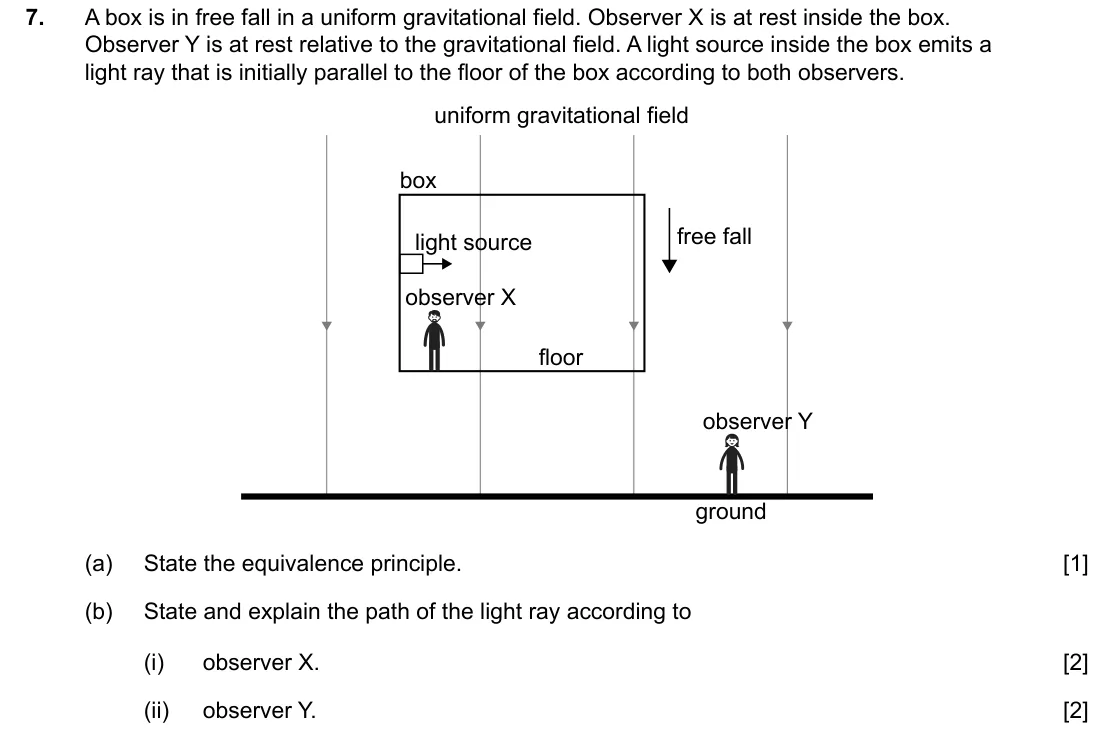 7. A box is in free fall in a uniform gravitational field. Observer X is at rest inside the box.
Observer Y is at rest relative to the gravitational field. A light source inside the box emits a
light ray that is initially parallel to the floor of the box according to both observers.
uniform gravitational field
box
free fall
light source
observer X
floor
observer Y
ground
(a) State the equivalence principle. [1]
(b) State and explain the path of the light ray according to
(i) observer X. [2]
(ii) observer Y. [2]